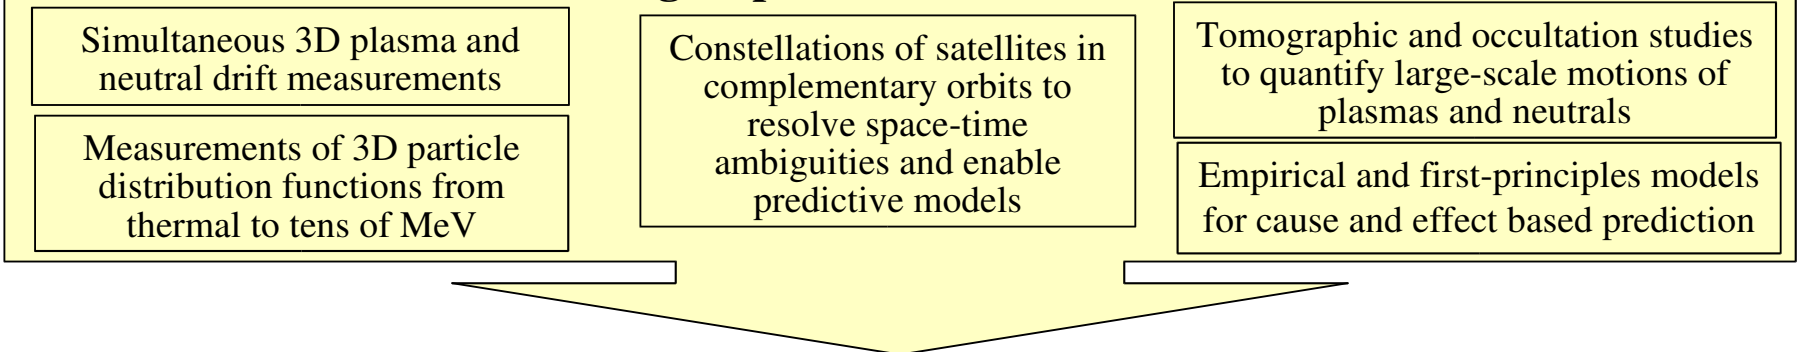 Simultaneous 3D plasma and
neutral drift measurements
Measurements of 3D particle
distribution functions from
thermal to tens of MeV
Constellations of satellites in
complementary orbits to
resolve space-time
ambiguities and enable
predictive models
Tomographic and occultation studies
to quantify large-scale motions of
plasmas and neutrals
Empirical and first-principles models
for cause and effect based prediction